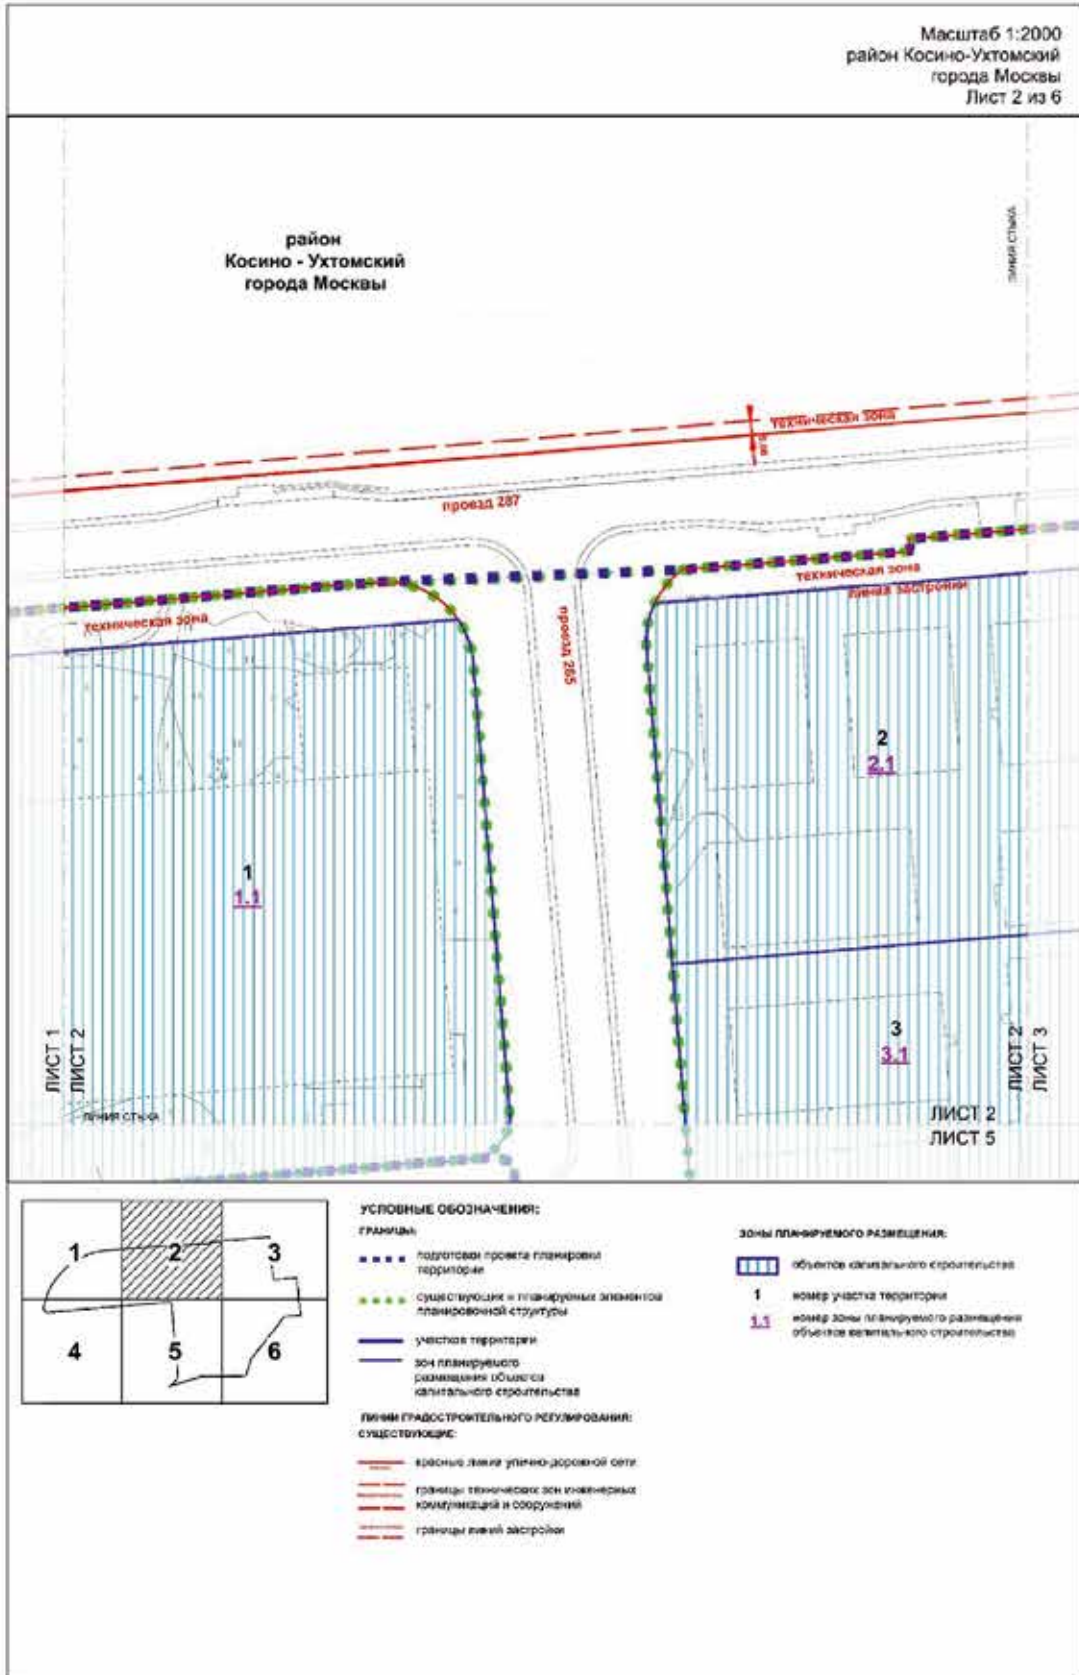 Масштаб 1:2000
район Косино-Ухтомский
города Москвы
Лист 2 из 6
район
Косино - Ухтомский
города Москвы
ЛИНИЯ СТЫКА
техническая зона
проезд 287
техническая зона
линия застройки
техническая зона
проезд 265
2
2.1
1
1.1
3
3.1
ЛИСТ 1
ЛИСТ 2
ЛИСТ 2
ЛИСТ 3
ЛИНИЯ СТЫКА
ЛИСТ 2
ЛИСТ 5
1
2
3
4
5
6
УСЛОВНЫЕ ОБОЗНАЧЕНИЯ:
ГРАНИЦЫ:
подготовки проекта планировки
территории
существующих и планируемых элементов
планировочной структуры
участков территории
зон планируемого
размещения объектов
капитального строительства
ЛИНИИ ГРАДОСТРОИТЕЛЬНОГО РЕГУЛИРОВАНИЯ:
СУЩЕСТВУЮЩИЕ:
красные линии улично-дорожной сети
границы технических зон инженерных
коммуникаций и сооружений
границы линий застройки
ЗОНЫ ПЛАНИРУЕМОГО РАЗМЕЩЕНИЯ:
объектов капитального строительства
1 номер участка территории
1.1 номер зоны планируемого размещения
объектов капитального строительства